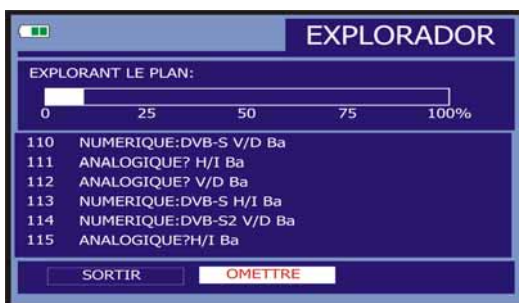 EXPLORADOR
EXPLORANT LE PLAN:
0 25 50 75 100%
110 NUMERIQUE:DVB-S V/D Ba
111 ANALOGIQUE? H/I Ba
112 ANALOGIQUE? V/D Ba
113 NUMERIQUE:DVB-S H/I Ba
114 NUMERIQUE:DVB-S2 V/D Ba
115 ANALOGIQUE?H/I Ba
SORTIR OMETTRE